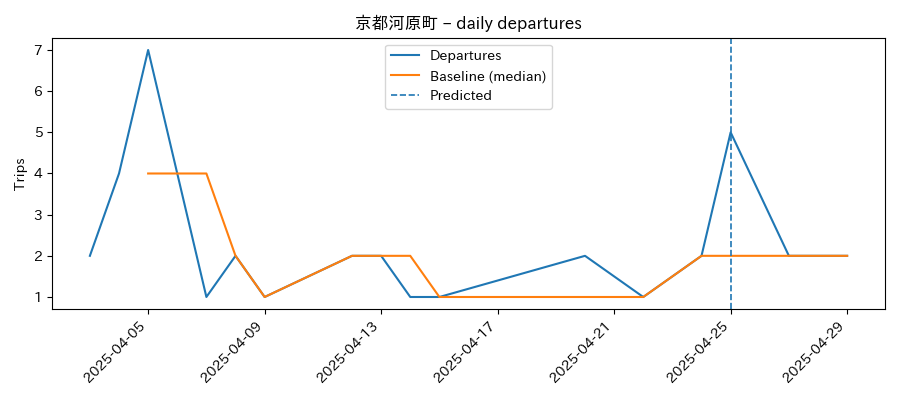 京都河原町 – daily departures
Departures
Baseline (median)
Predicted
Trips
7
6
5
4
3
2
1
2025-04-05
2025-04-09
2025-04-13
2025-04-17
2025-04-21
2025-04-25
2025-04-29